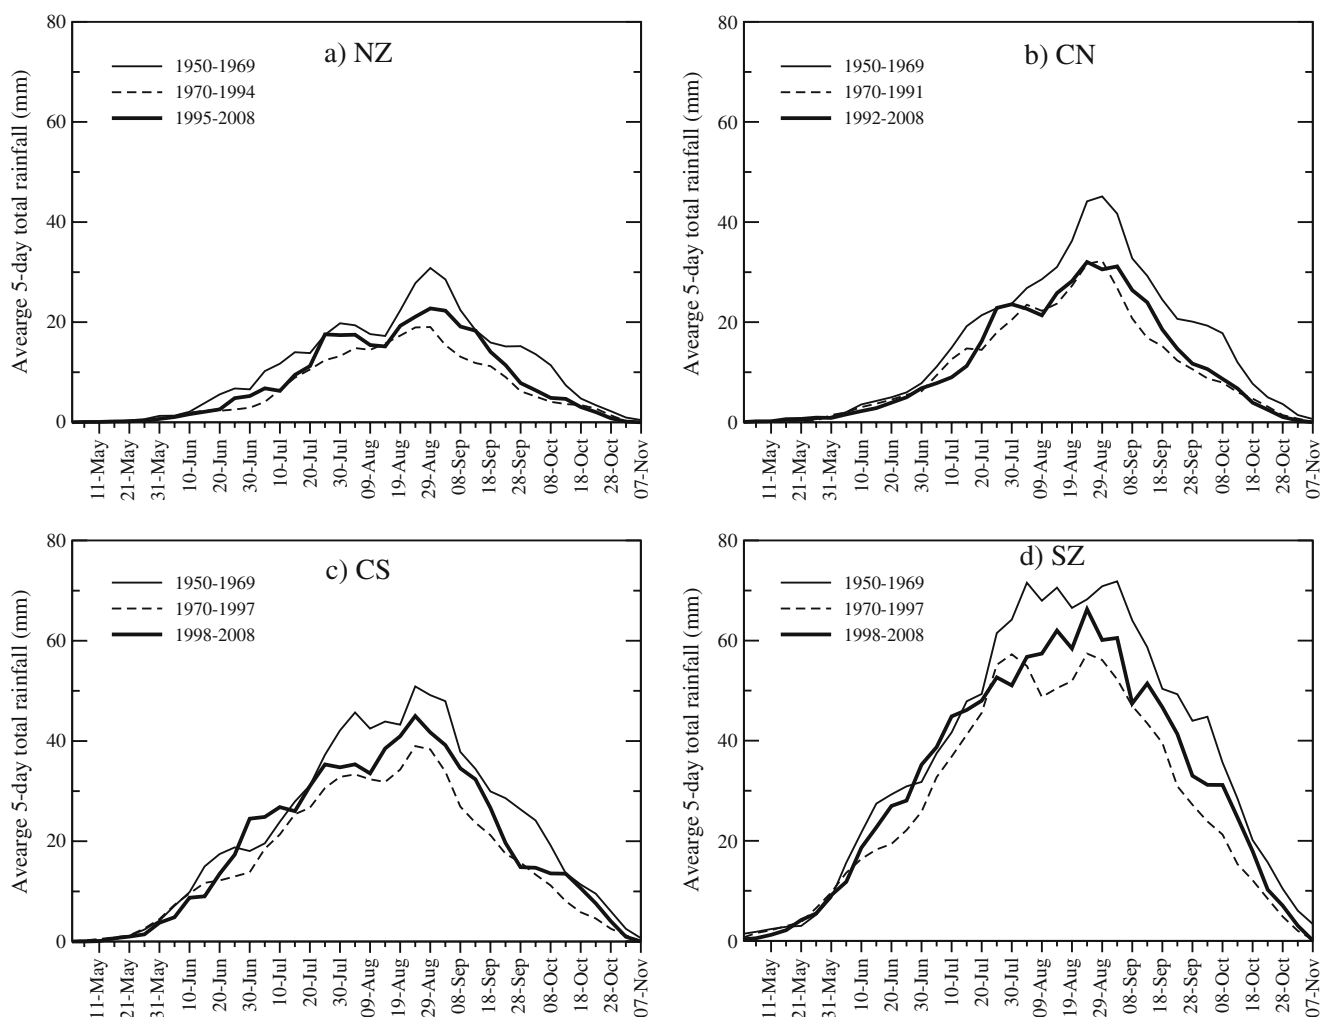 a) NZ
1950-1969
1970-1994
1995-2008
Avearge 5-day total rainfall (mm)
80
60
40
20
0
11-May
21-May
31-May
10-Jun
20-Jun
30-Jun
10-Jul
20-Jul
30-Jul
09-Aug
19-Aug
29-Aug
08-Sep
18-Sep
28-Sep
08-Oct
18-Oct
28-Oct
07-Nov
b) CN
1950-1969
1970-1991
1992-2008
Avearge 5-day total rainfall (mm)
80
60
40
20
0
11-May
21-May
31-May
10-Jun
20-Jun
30-Jun
10-Jul
20-Jul
30-Jul
09-Aug
19-Aug
29-Aug
08-Sep
18-Sep
28-Sep
08-Oct
18-Oct
28-Oct
07-Nov
c) CS
1950-1969
1970-1997
1998-2008
Avearge 5-day total rainfall (mm)
80
60
40
20
0
11-May
21-May
31-May
10-Jun
20-Jun
30-Jun
10-Jul
20-Jul
30-Jul
09-Aug
19-Aug
29-Aug
08-Sep
18-Sep
28-Sep
08-Oct
18-Oct
28-Oct
07-Nov
d) SZ
1950-1969
1970-1997
1998-2008
Avearge 5-day total rainfall (mm)
80
60
40
20
0
11-May
21-May
31-May
10-Jun
20-Jun
30-Jun
10-Jul
20-Jul
30-Jul
09-Aug
19-Aug
29-Aug
08-Sep
18-Sep
28-Sep
08-Oct
18-Oct
28-Oct
07-Nov